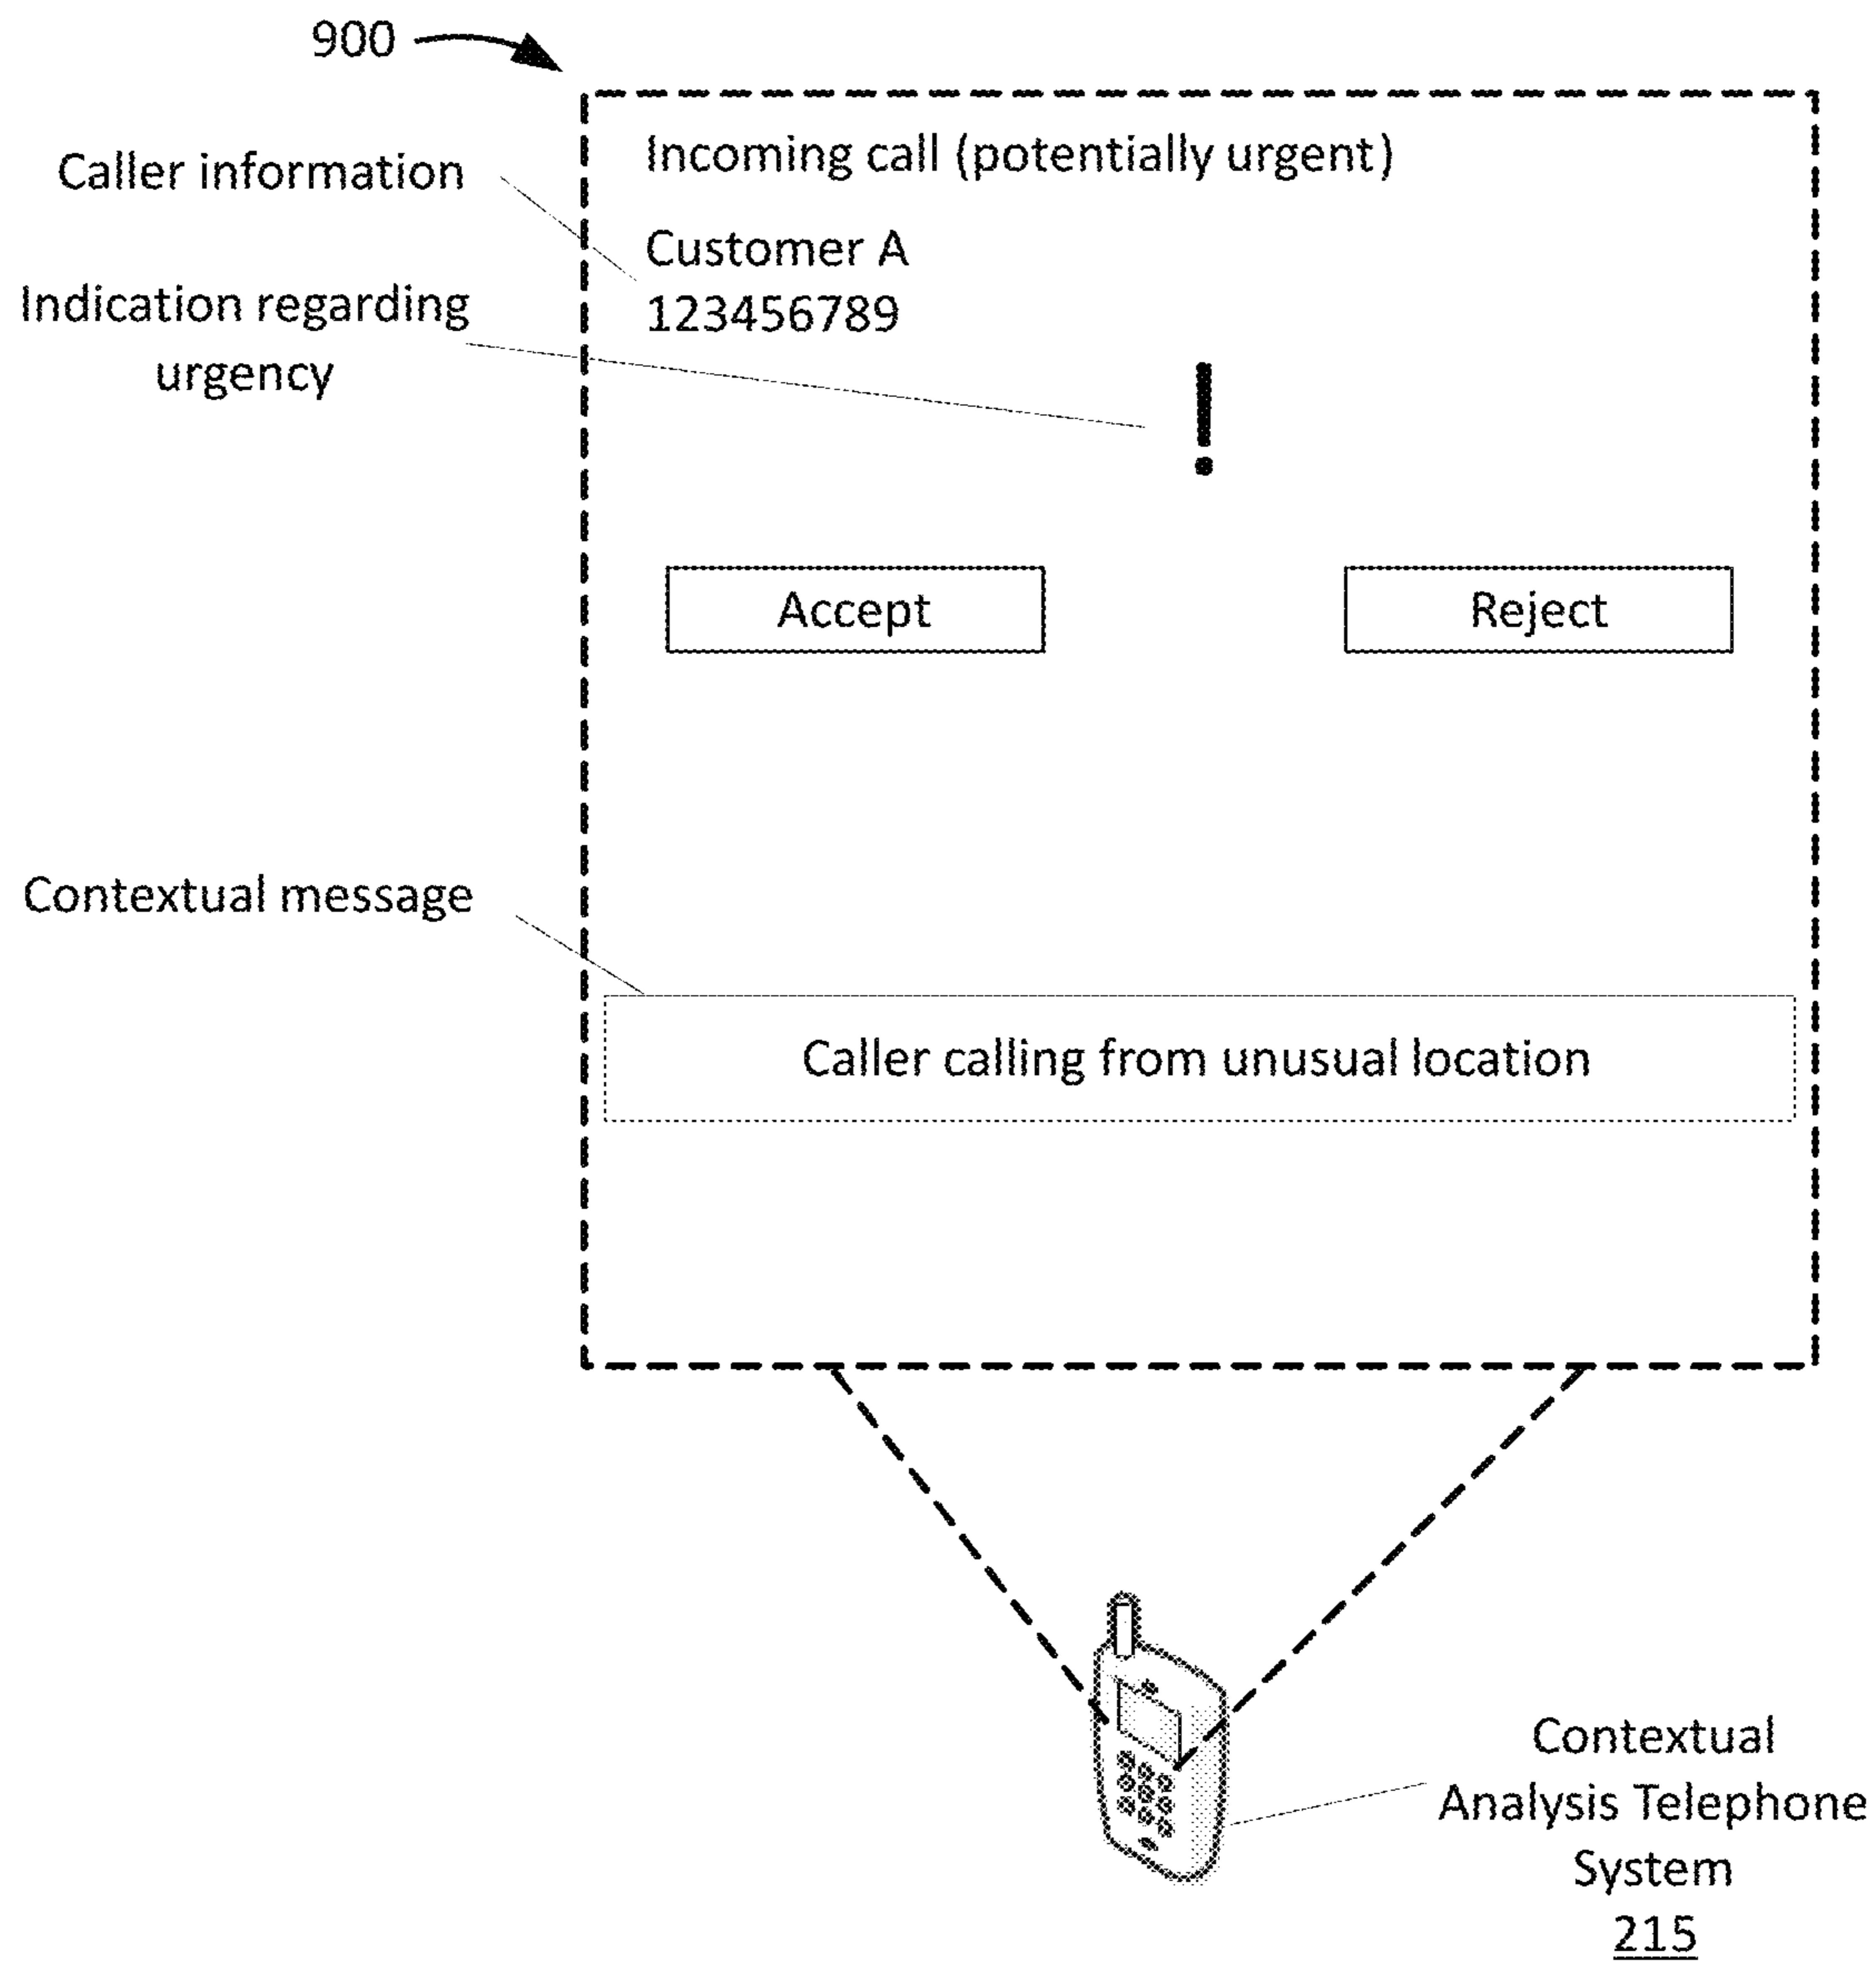 900
Caller information
Incoming call (potentially urgent)
Customer A
123456789
Indication regarding
urgency
!
Accept
Reject
Contextual message
Caller calling from unusual location
Contextual
Analysis Telephone
System
215